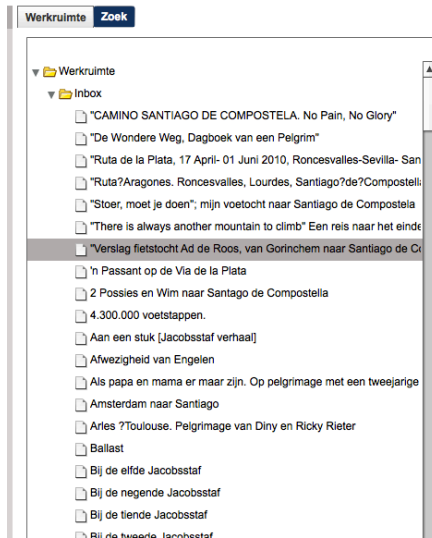 Werkruimte Zoek
Werkruimte
Inbox
"CAMINO SANTIAGO DE COMPOSTELA. No Pain, No Glory"
"De Wondere Weg, Dagboek van een Pelgrim"
"Ruta de la Plata, 17 April- 01 Juni 2010, Roncesvalles-Sevilla- San
"Ruta?Aragones. Roncesvalles, Lourdes, Santiago?de?Compostela
"Stoer, moet je doen"; mijn voetocht naar Santiago de Compostela
"There is always another mountain to climb" Een reis naar het einde
"Verslag fietstocht Ad de Roos, van Gorinchem naar Santiago de Co
'n Passant op de Via de la Plata
2 Possies en Wim naar Santago de Compostella
4.300.000 voetstappen.
Aan een stuk [Jacobsstaf verhaal]
Afwezigheid van Engelen
Als papa en mama er maar zijn. Op pelgrimage met een tweejarige
Amsterdam naar Santiago
Arles ?Toulouse. Pelgrimage van Diny en Ricky Rieter
Ballast
Bij de elfde Jacobsstaf
Bij de negende Jacobsstaf
Bij de tiende Jacobsstaf
Bij de tweede Jacobsstaf